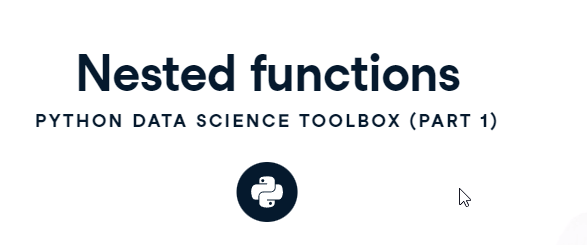 Nested functions
PYTHON DATA SCIENCE TOOLBOX (PART 1)